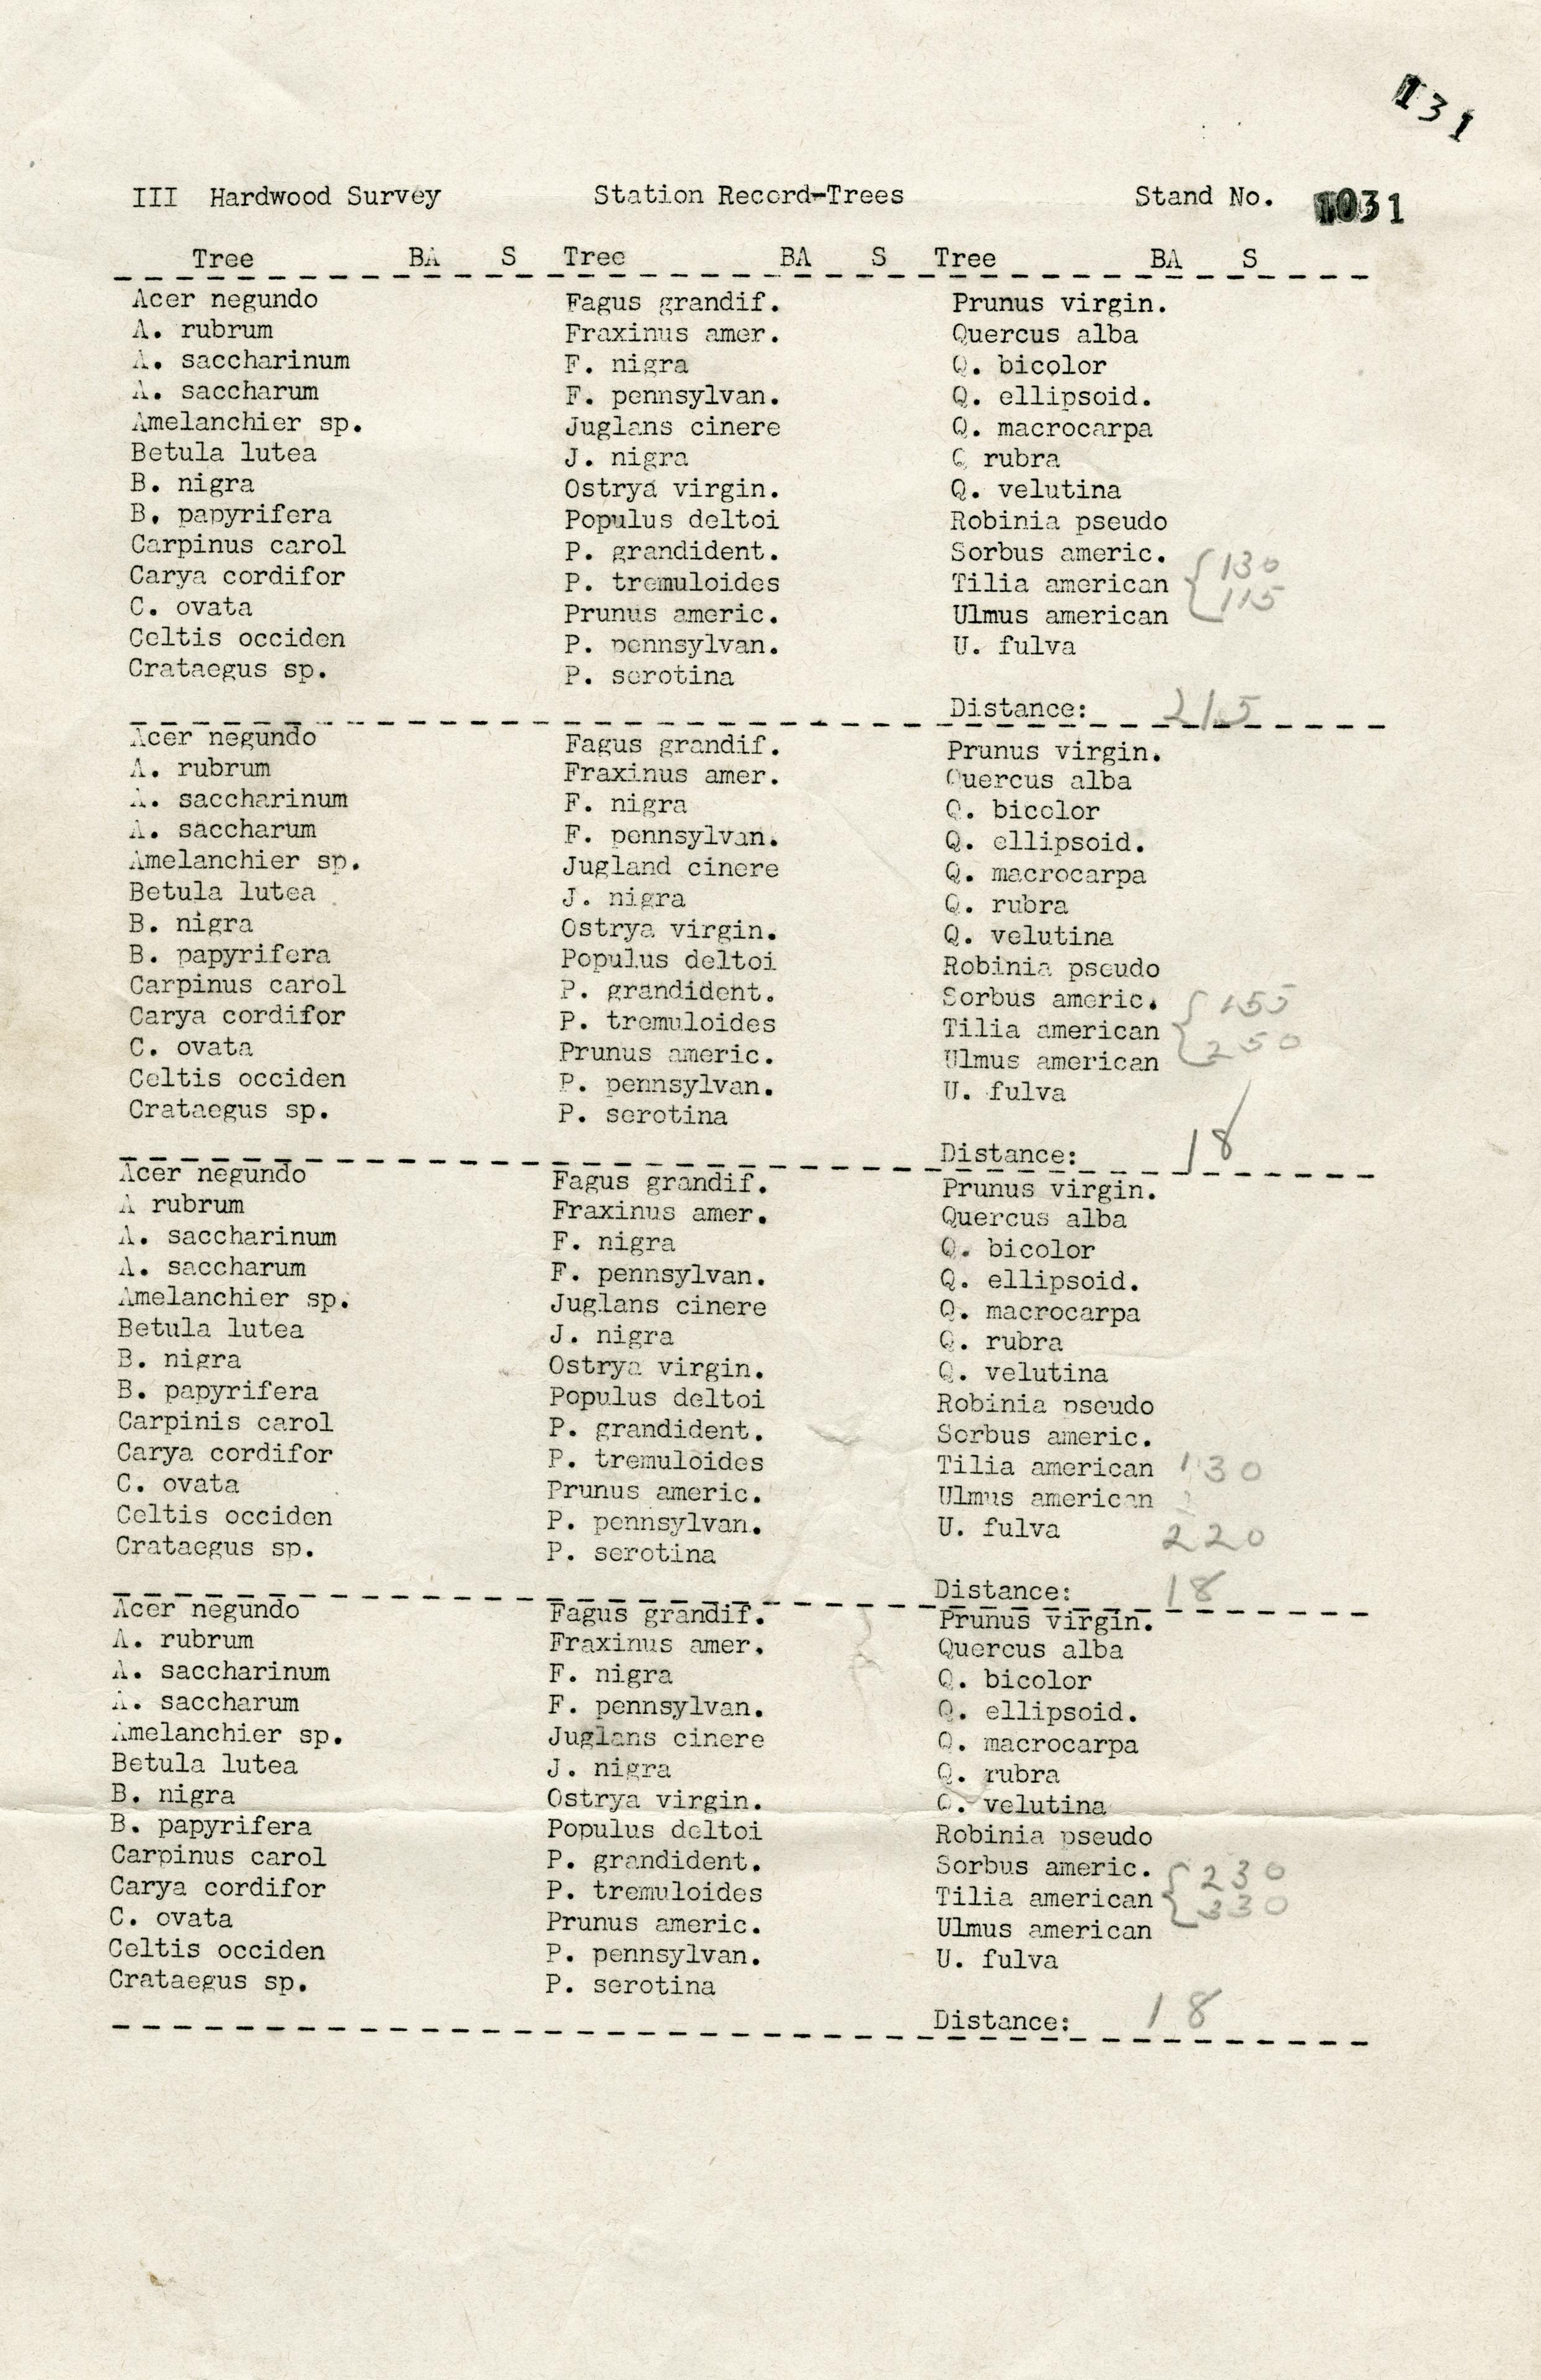 131
III Hardwood Survey Station Record-Trees Stand No. 1031
Tree BA S Tree BA S Tree BA S
Acer negundo Fagus grandif. Prunus virgin.
A. rubrum Fraxinus amer. Quercus alba
A. saccharinum F. nigra Q. bicolor
A. saccharum F. pennsylvan. Q. ellipsoid.
Amelanchier sp. Juglans cinere Q. macrocarpa
Betula lutea J. nigra Q rubra
B. nigra Ostrya virgin. Q. velutina
B. papyrifera Populus deltoi Robinia pseudo
Carpinus carol P. grandident. Sorbus americ. 130
Carya cordifor P. tremuloides Tilia american 115
C. ovata Prunus americ. Ulmus american
Celtis occiden P. pennsylvan. U. fulva
Crataegus sp. P. serotina
Distance: 21.5
Acer negundo Fagus grandif. Prunus virgin.
A. rubrum Fraxinus amer. Quercus alba
A. saccharinum F. nigra Q. bicolor
A. saccharum F. pennsylvan. Q. ellipsoid.
Amelanchier sp. Jugland cinere Q. macrocarpa
Betula lutea J. nigra Q. rubra
B. nigra Ostrya virgin. Q. velutina
B. papyrifera Populus deltoi Robinia pseudo
Carpinus carol P. grandident. Sorbus americ. 155
Carya cordifor P. tremuloides Tilia american 250
C. ovata Prunus americ. Ulmus american
Celtis occiden P. pennsylvan. U. fulva
Crataegus sp. P. serotina
Distance: 18
Acer negundo Fagus grandif. Prunus virgin.
A rubrum Fraxinus amer. Quercus alba
A. saccharinum F. nigra Q. bicolor
A. saccharum F. pennsylvan. Q. ellipsoid.
Amelanchier sp. Juglans cinere Q. macrocarpa
Betula lutea J. nigra Q. rubra
B. nigra Ostrya virgin. Q. velutina
B. papyrifera Populus deltoi Robinia pseudo
Carpinis carol P. grandident. Sorbus americ.
Carya cordifor P. tremuloides Tilia american 130
C. ovata Prunus americ. Ulmus american
Celtis occiden P. pennsylvan. U. fulva 220
Crataegus sp. P. serotina
Distance: 18
Acer negundo Fagus grandif. Prunus virgin.
A. rubrum Fraxinus amer. Quercus alba
A. saccharinum F. nigra Q. bicolor
A. saccharum F. pennsylvan. Q. ellipsoid.
Amelanchier sp. Juglans cinere Q. macrocarpa
Betula lutea J. nigra Q. rubra
B. nigra Ostrya virgin. Q. velutina
B. papyrifera Populus deltoi Robinia pseudo
Carpinus carol P. grandident. Sorbus americ. 230
Carya cordifor P. tremuloides Tilia american 330
C. ovata Prunus americ. Ulmus american
Celtis occiden P. pennsylvan. U. fulva
Crataegus sp. P. serotina
Distance: 18